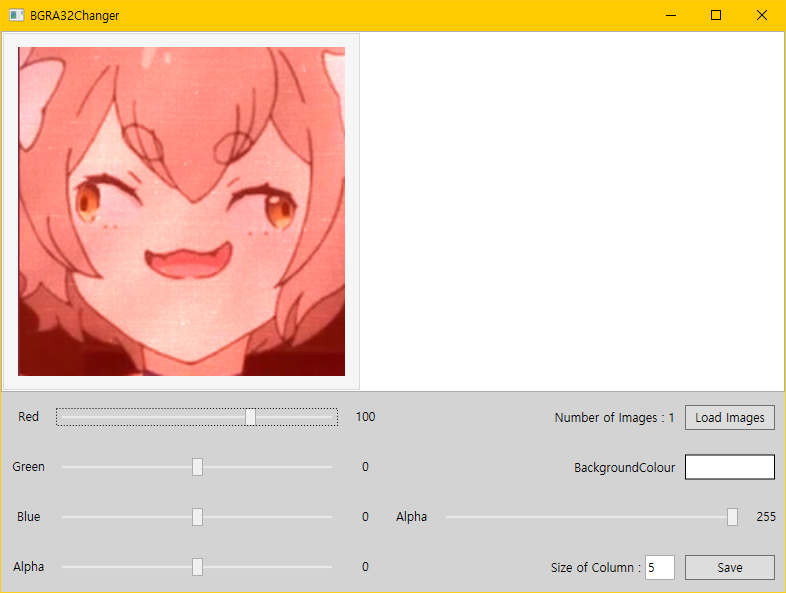 BGRA32Changer
Red 100 Number of Images : 1 Load Images
Green 0 BackgroundColour
Blue 0 Alpha 255
Alpha 0 Size of Column : 5 Save